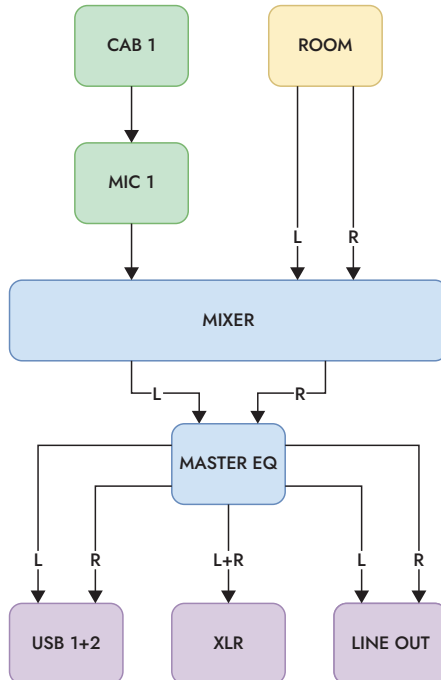 CAB 1
ROOM
MIC 1
L
R
MIXER
L
R
MASTER EQ
L
R
L+R
L
R
USB 1+2
XLR
LINE OUT